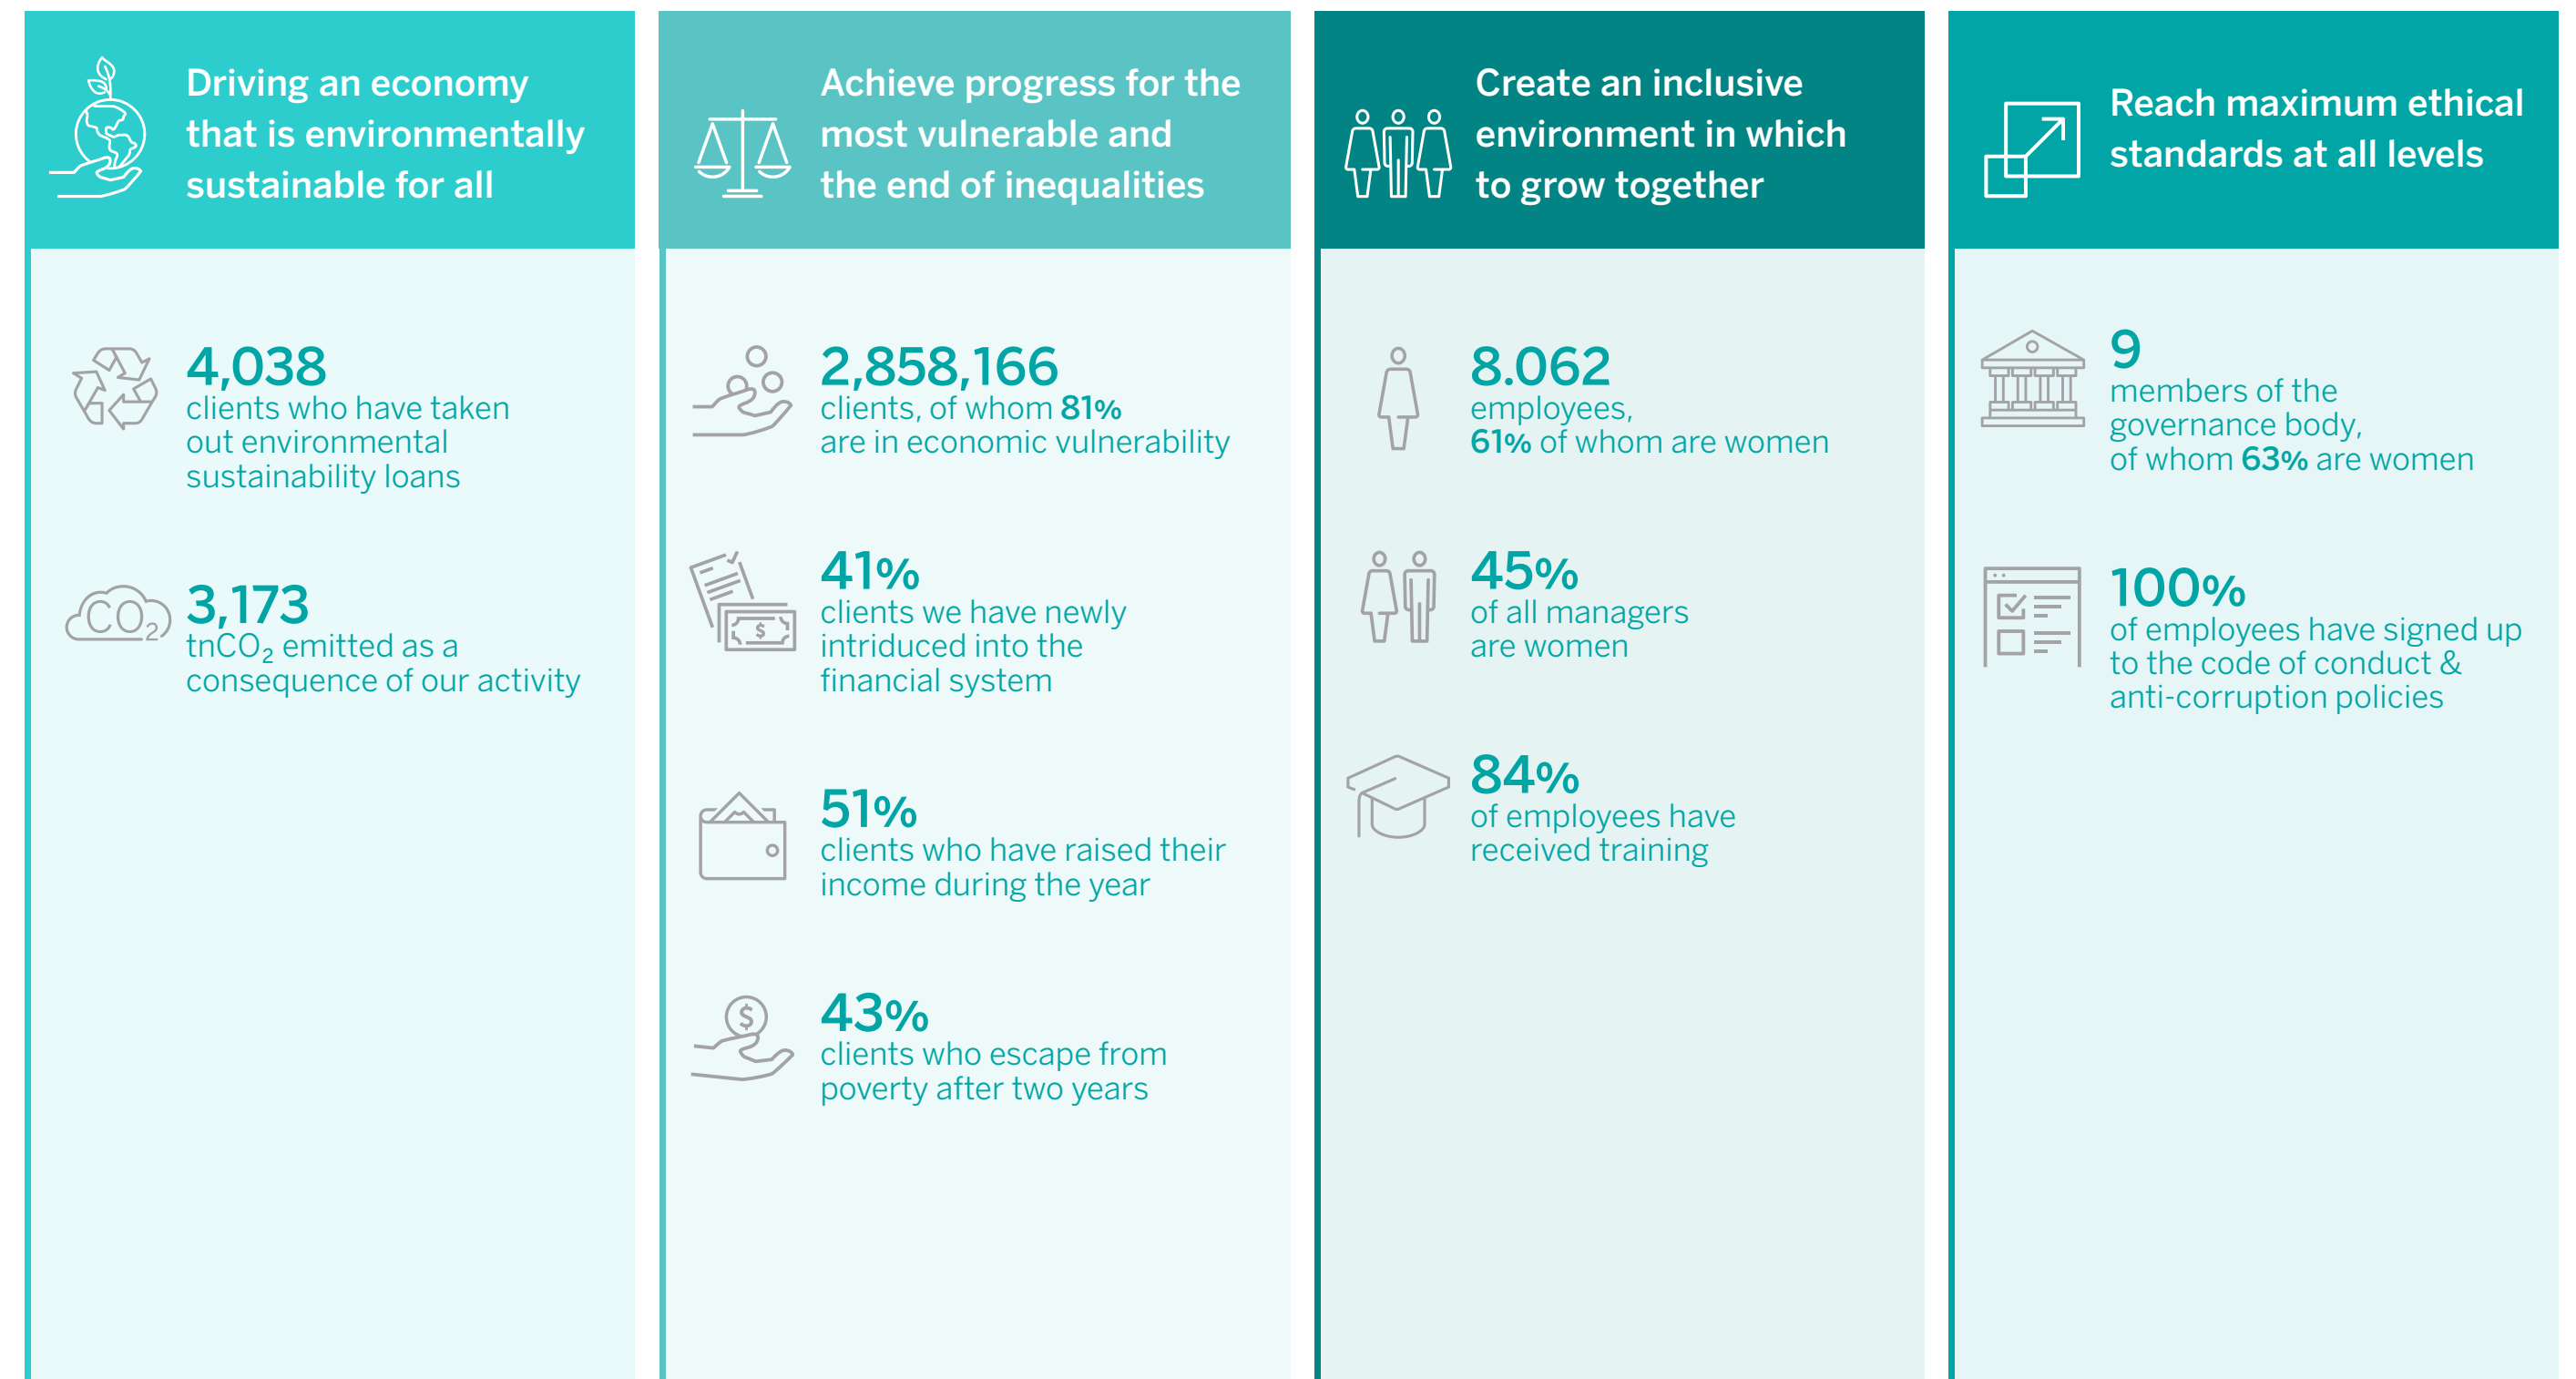 Driving an economy
that is environmentally
sustainable for all
4,038
clients who have taken
out environmental
sustainability loans
CO2
3,173
tnCO₂ emitted as a
consequence of our activity
Achieve progress for the
most vulnerable and
the end of inequalities
2,858,166
clients, of whom 81%
are in economic vulnerability
$
41%
clients we have newly
intriduced into the
financial system
51%
clients who have raised their
income during the year
$
43%
clients who escape from
poverty after two years
Create an inclusive
environment in which
to grow together
8.062
employees,
61% of whom are women
45%
of all managers
are women
84%
of employees have
received training
Reach maximum ethical
standards at all levels
9
members of the
governance body,
of whom 63% are women
100%
of employees have signed up
to the code of conduct &
anti-corruption policies